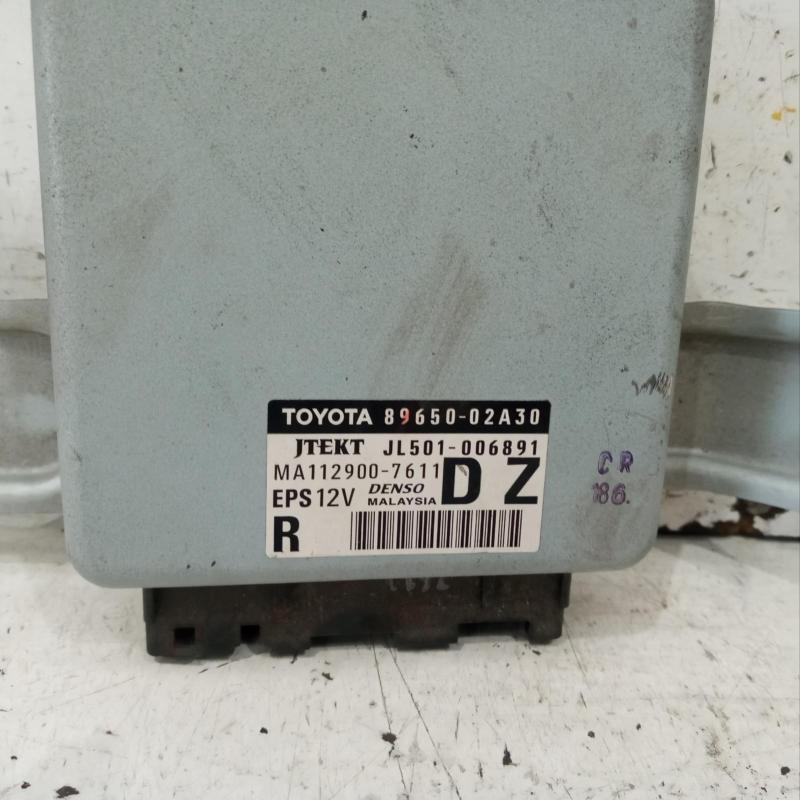 TOYOTA 89650-02A30
JTEKT JL501-006891
MA112900-7611 D Z
EPS 12V DENSO MALAYSIA
R
CR
186.